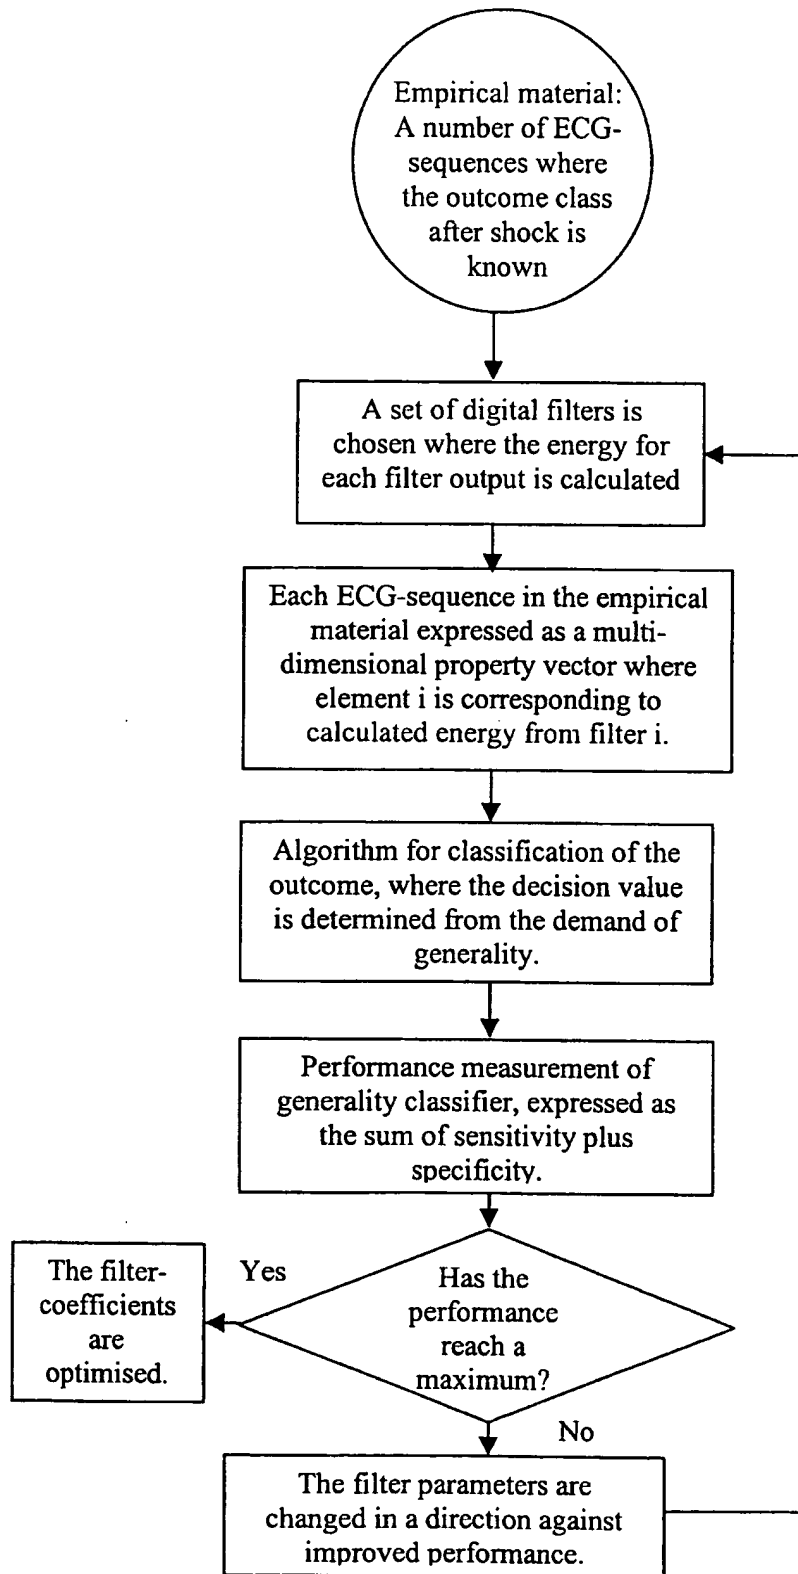 Empirical material:
A number of ECG-
sequences where
the outcome class
after shock is
known
A set of digital filters is
chosen where the energy for
each filter output is calculated
Each ECG-sequence in the empirical
material expressed as a multi-
dimensional property vector where
element i is corresponding to
calculated energy from filter i.
Algorithm for classification of the
outcome, where the decision value
is determined from the demand of
generality.
Performance measurement of
generality classifier, expressed as
the sum of sensitivity plus
specificity.
Has the
performance
reach a
maximum?
Yes
The filter-
coefficients
are
optimised.
No
The filter parameters are
changed in a direction against
improved performance.